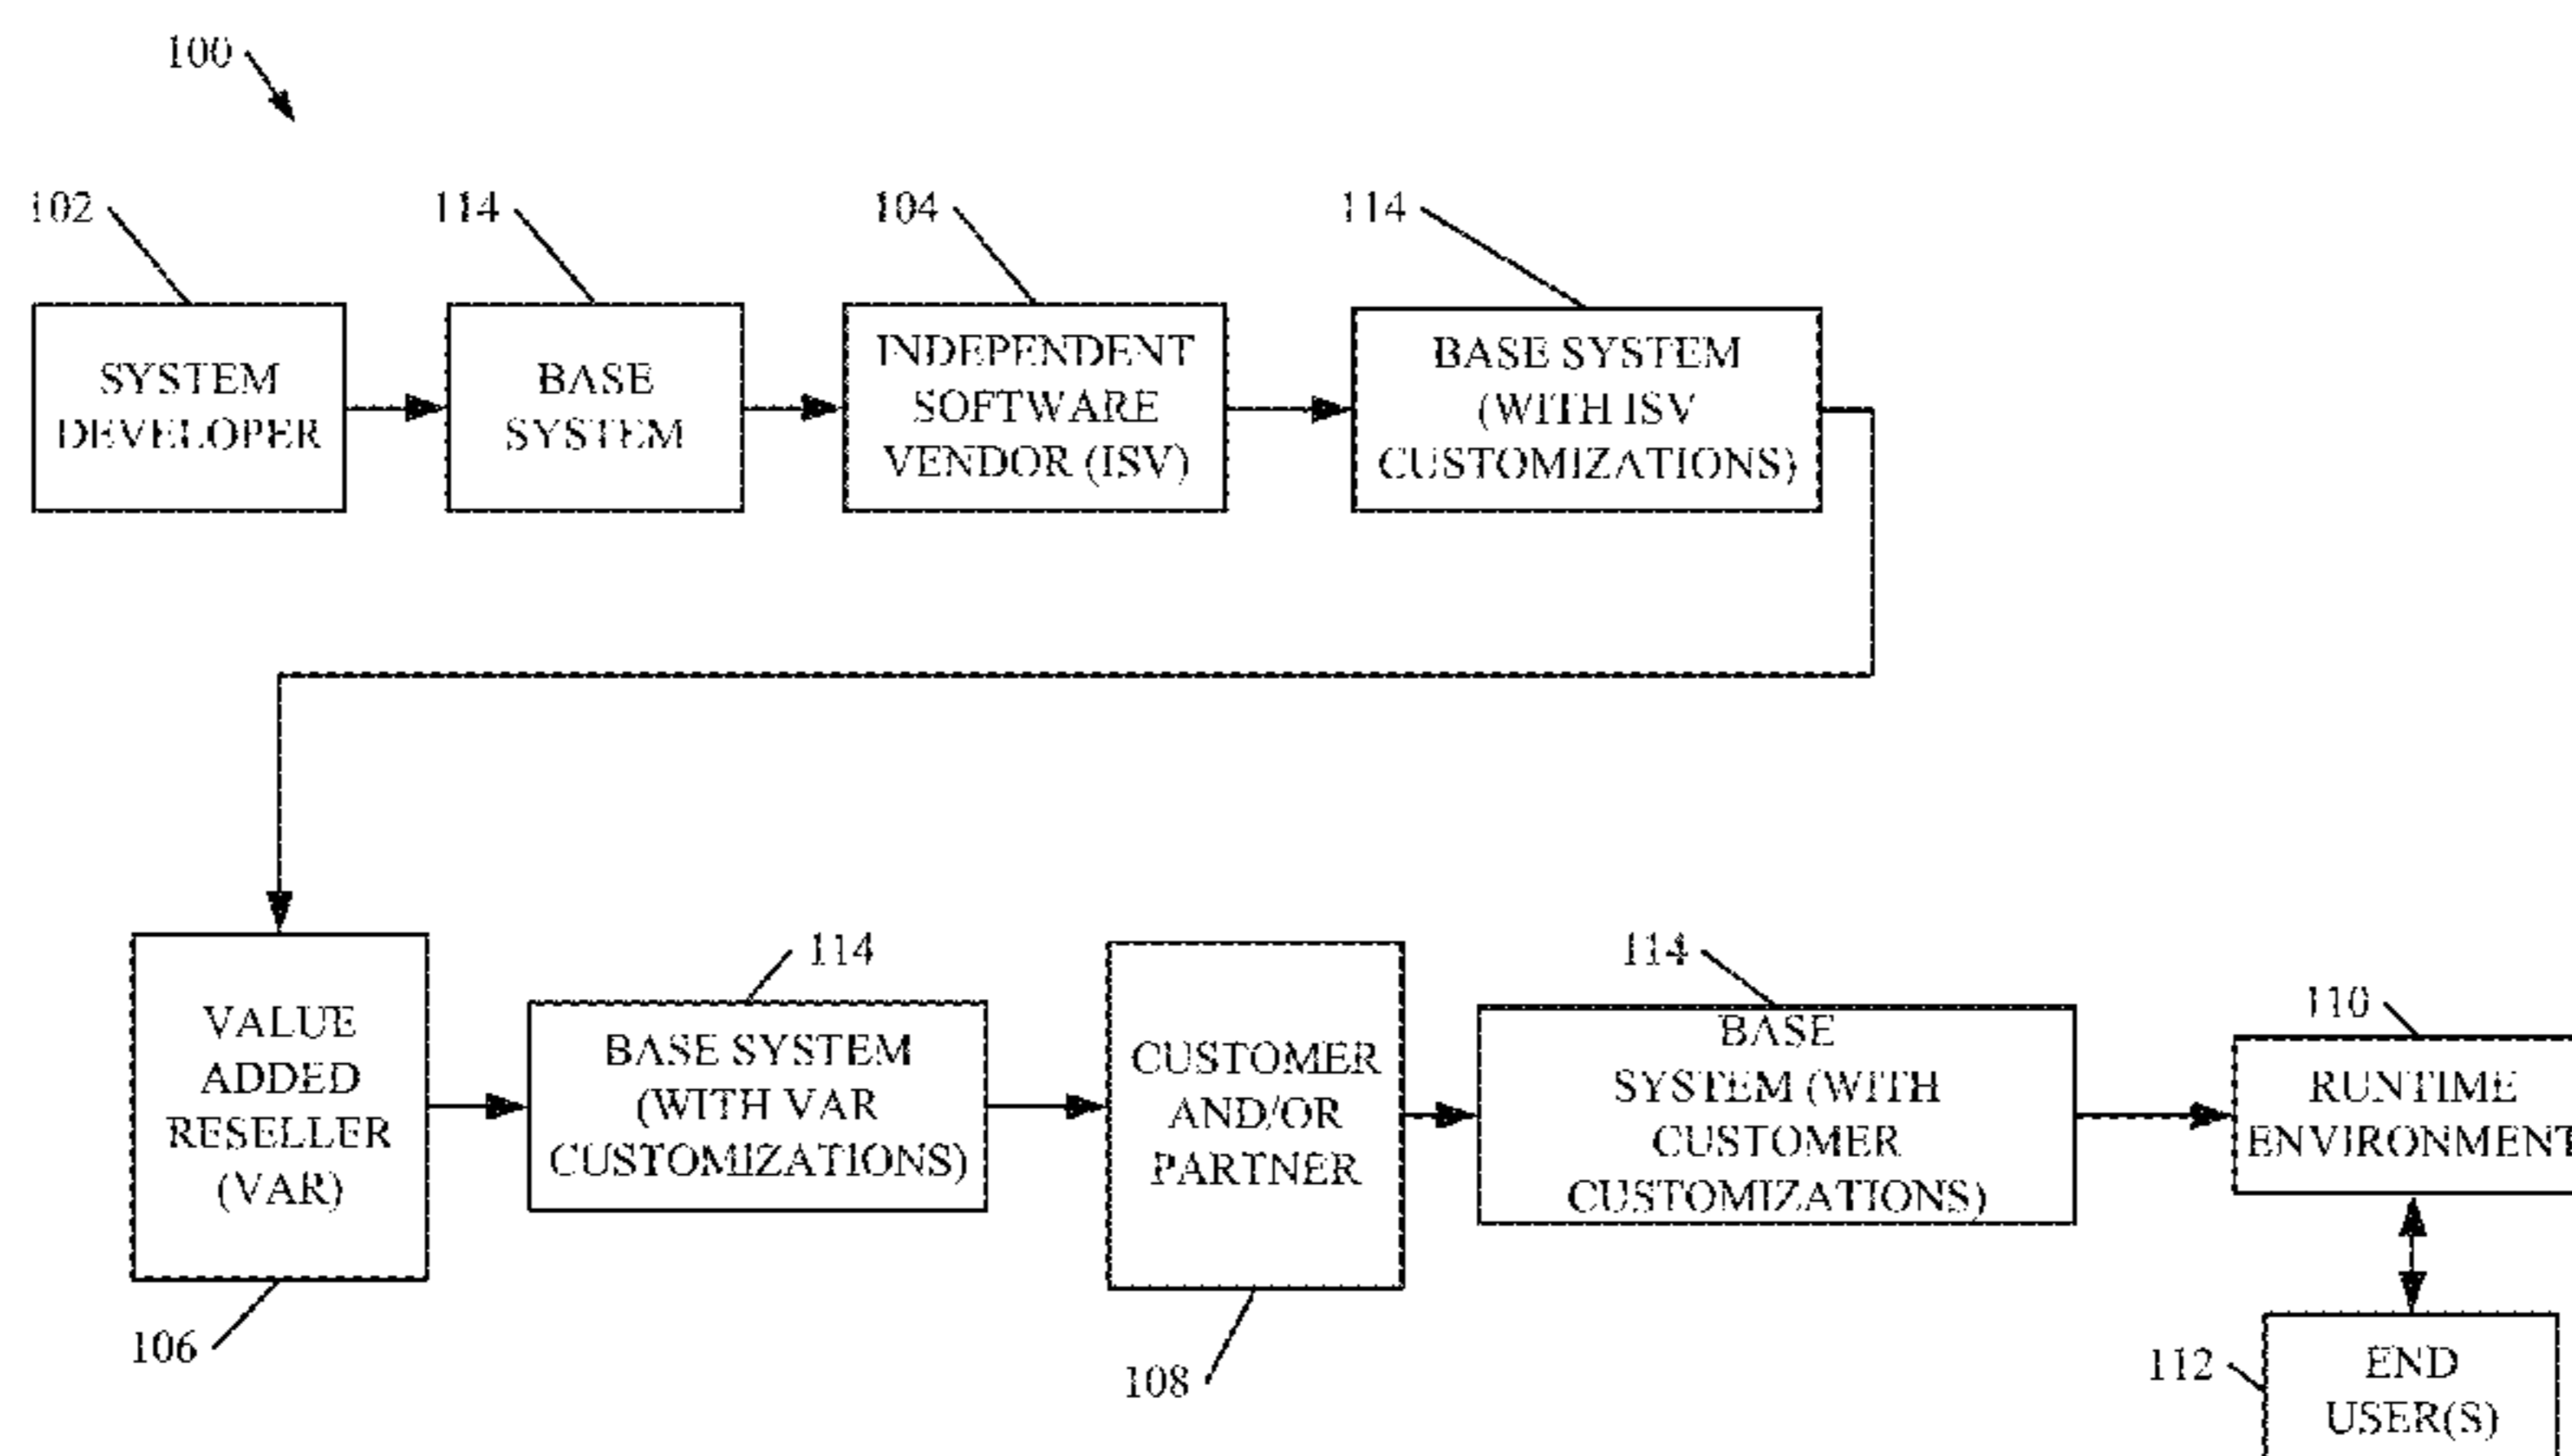 100
102
114
104
114
SYSTEM
DEVELOPER
BASE
SYSTEM
INDEPENDENT
SOFTWARE
VENDOR (ISV)
BASE SYSTEM
(WITH ISV
CUSTOMIZATIONS)
VALUE
ADDED
RESELLER
(VAR)
106
114
BASE SYSTEM
(WITH VAR
CUSTOMIZATIONS)
CUSTOMER
AND/OR
PARTNER
108
114
BASE
SYSTEM (WITH
CUSTOMER
CUSTOMIZATIONS)
110
RUNTIME
ENVIRONMENT
112
END
USER(S)